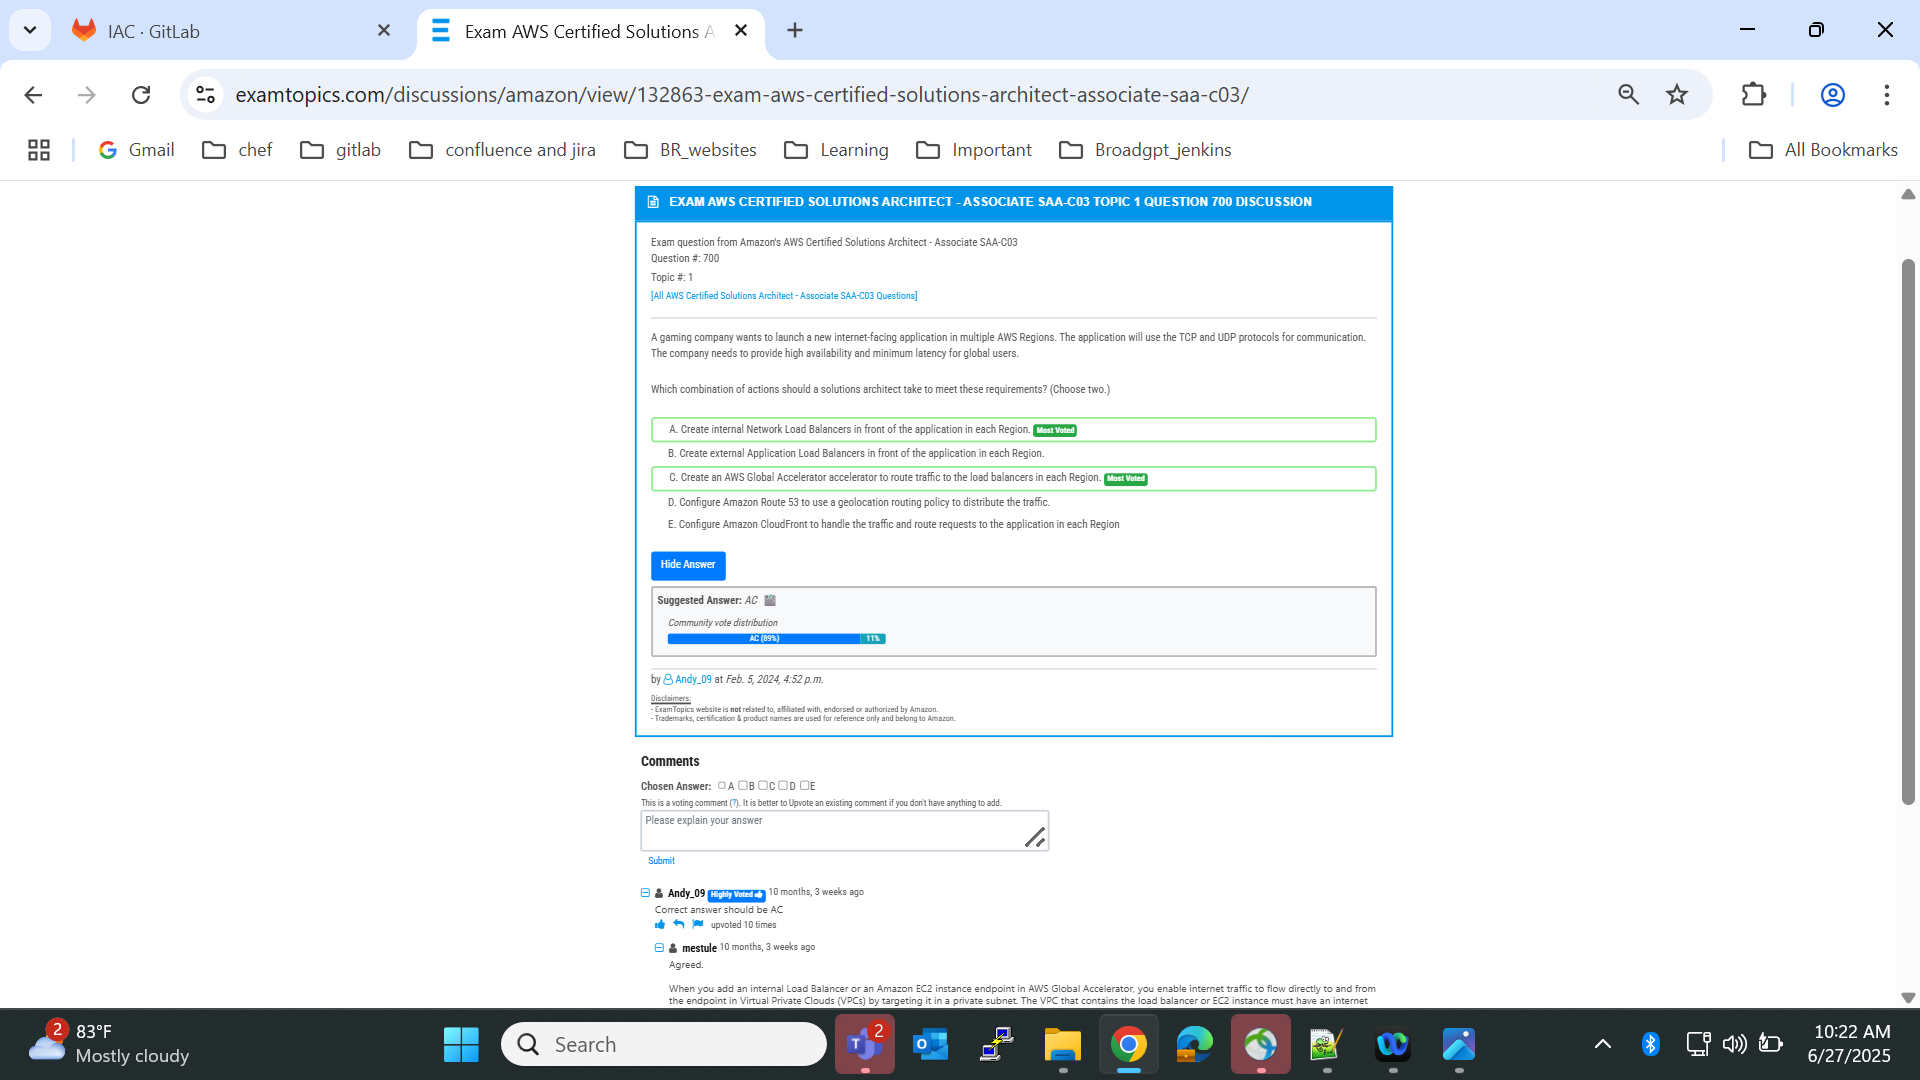 IAC · GitLab
Exam AWS Certified Solutions A
examtopics.com/discussions/amazon/view/132863-exam-aws-certified-solutions-architect-associate-saa-c03/
Gmail chef gitlab confluence and jira BR_websites Learning Important Broadgpt_jenkins All Bookmarks
EXAM AWS CERTIFIED SOLUTIONS ARCHITECT - ASSOCIATE SAA-C03 TOPIC 1 QUESTION 700 DISCUSSION
Exam question from Amazon's AWS Certified Solutions Architect - Associate SAA-C03
Question #: 700
Topic #: 1
[All AWS Certified Solutions Architect - Associate SAA-C03 Questions]
A gaming company wants to launch a new internet-facing application in multiple AWS Regions. The application will use the TCP and UDP protocols for communication.
The company needs to provide high availability and minimum latency for global users.
Which combination of actions should a solutions architect take to meet these requirements? (Choose two.)
A. Create internal Network Load Balancers in front of the application in each Region. Most Voted
B. Create external Application Load Balancers in front of the application in each Region.
C. Create an AWS Global Accelerator accelerator to route traffic to the load balancers in each Region. Most Voted
D. Configure Amazon Route 53 to use a geolocation routing policy to distribute the traffic.
E. Configure Amazon CloudFront to handle the traffic and route requests to the application in each Region
Hide Answer
Suggested Answer: AC
Community vote distribution
AC (89%) 11%
by Andy_09 at Feb. 5, 2024, 4:52 p.m.
Disclaimers:
- ExamTopics website is not related to, affiliated with, endorsed or authorized by Amazon.
- Trademarks, certification & product names are used for reference only and belong to Amazon.
Comments
Chosen Answer: A B C D E
This is a voting comment (?). It is better to Upvote an existing comment if you don't have anything to add.
Please explain your answer
Submit
Andy_09 Highly Voted 10 months, 3 weeks ago
Correct answer should be AC
upvoted 10 times
mestule 10 months, 3 weeks ago
Agreed.
When you add an internal Load Balancer or an Amazon EC2 instance endpoint in AWS Global Accelerator, you enable internet traffic to flow directly to and from
the endpoint in Virtual Private Clouds (VPCs) by targeting it in a private subnet. The VPC that contains the load balancer or EC2 instance must have an internet
2
83°F
Mostly cloudy
Search
2
10:22 AM
6/27/2025